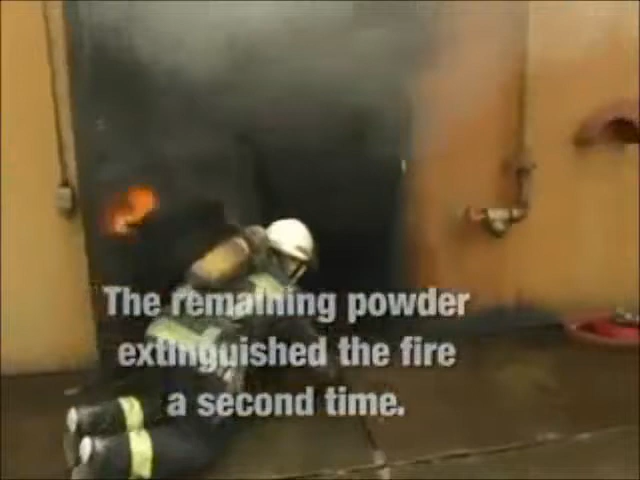 The remaining powder
extinguished the fire
a second time.